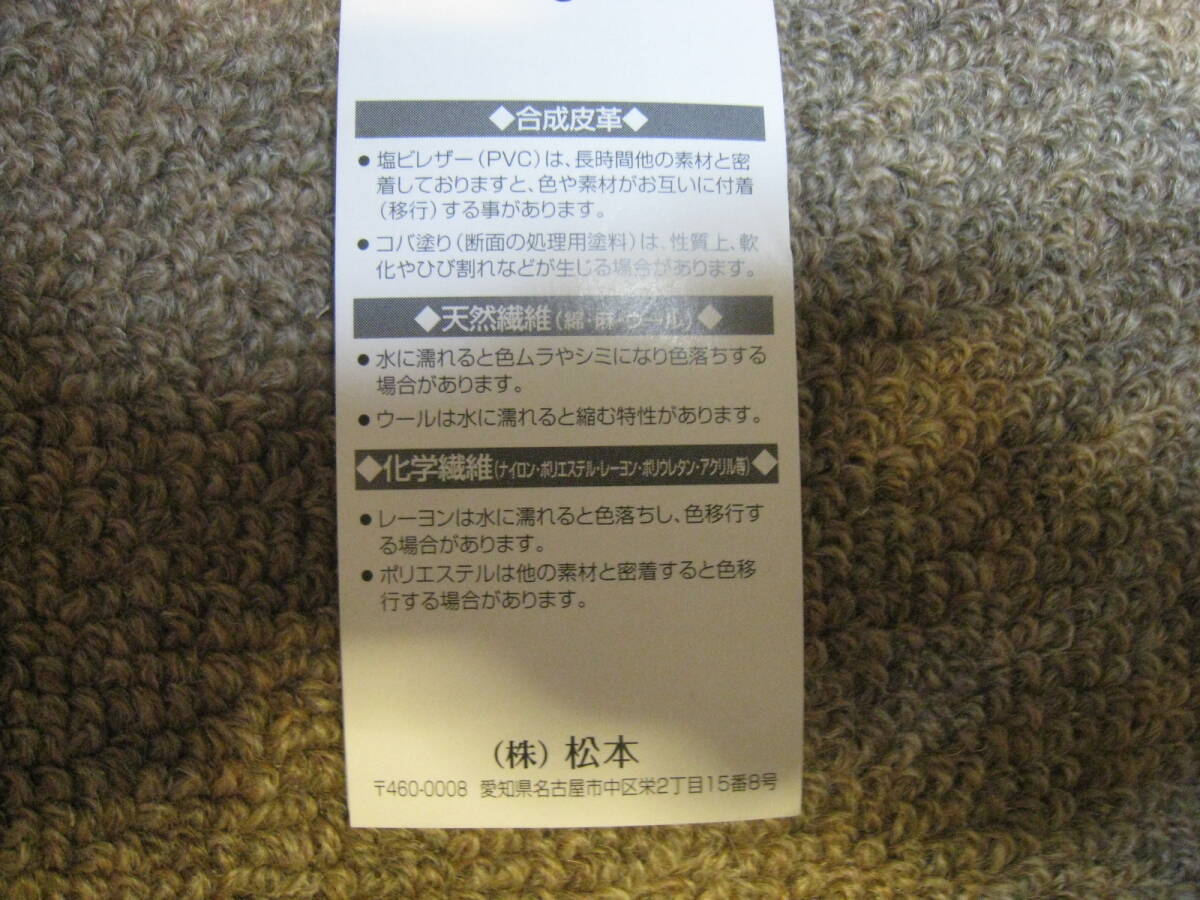 ◆合成皮革◆
●塩ビレザー(PVC)は、長時間他の素材と密
着しておりますと、色や素材がお互いに付着
(移行)する事があります。
●コバ塗り(断面の処理用塗料)は、性質上、軟
化やひび割れなどが生じる場合があります。
◆天然繊維(綿・麻・ウール)◆
●水に濡れると色ムラやシミになり色落ちする
場合があります。
●ウールは水に濡れると縮む特性があります。
◆化学繊維(ナイロン・ポリエステル・レーヨン・ポリウレタン・アクリル等)◆
●レーヨンは水に濡れると色落ちし、色移行す
る場合があります。
●ポリエステルは他の素材と密着すると色移
行する場合があります。
(株)松本
〒460-0008 愛知県名古屋市中区栄2丁目15番8号